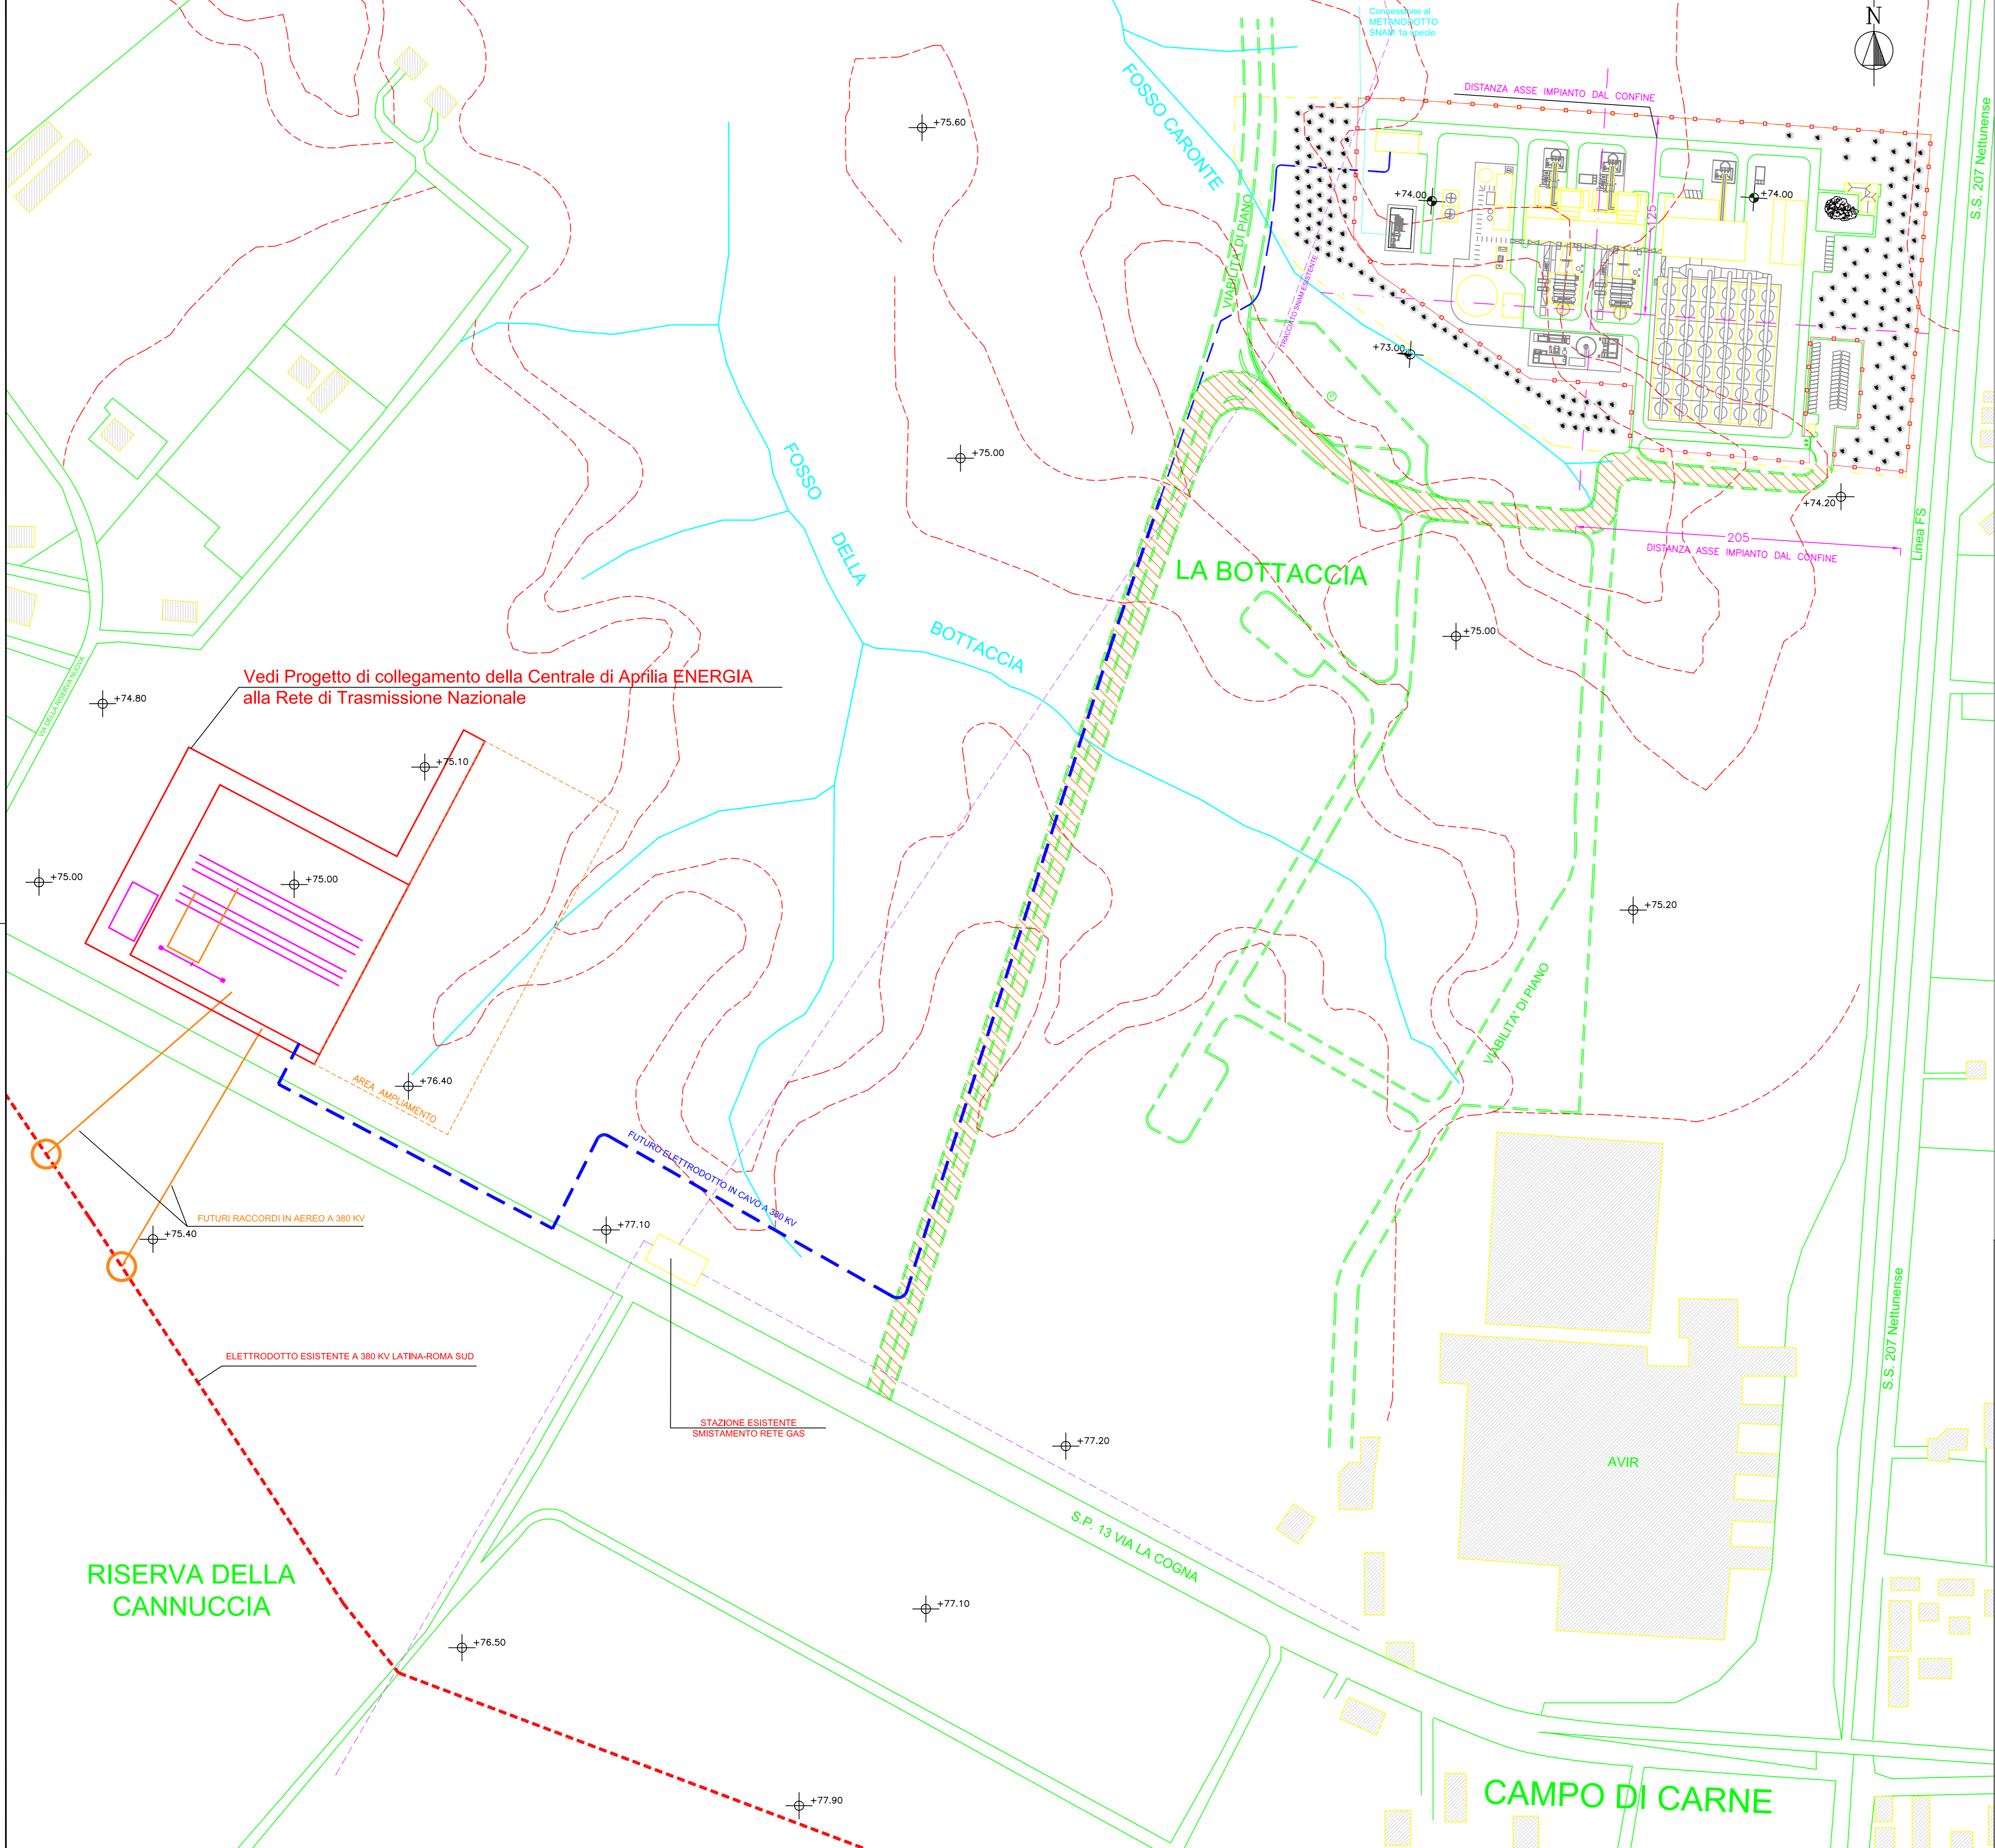 Connessione al
METANODOTTO
SNAM 1a specie
N
DISTANZA ASSE IMPIANTO DAL CONFINE
S.S. 207 Nettunense
FOSSO CARONTE
+75.60
+74.00
+74.00
125
VIABILITA' DI PIANO
TRACCIATO SNAM ESISTENTE
+73.00
P
+75.00
FOSSO
DELLA
BOTTACCIA
+74.20
205
DISTANZA ASSE IMPIANTO DAL CONFINE
Linea FS
LA BOTTACCIA
+75.00
VIA DELLA RISERVA NUOVA
Vedi Progetto di collegamento della Centrale di Aprilia ENERGIA
alla Rete di Trasmissione Nazionale
+74.80
+75.10
+75.00
+75.00
+75.20
VIABILITA' DI PIANO
+76.40
AREA AMPLIAMENTO
FUTURO ELETTRODOTTO IN CAVO A 380 KV
FUTURI RACCORDI IN AEREO A 380 KV
+75.40
+77.10
S.S. 207 Nettunense
ELETTRODOTTO ESISTENTE A 380 KV LATINA-ROMA SUD
STAZIONE ESISTENTE
SMISTAMENTO RETE GAS
+77.20
AVIR
S.P. 13 VIA LA COGNA
RISERVA DELLA
CANNUCCIA
+77.10
+76.50
+77.90
CAMPO DI CARNE